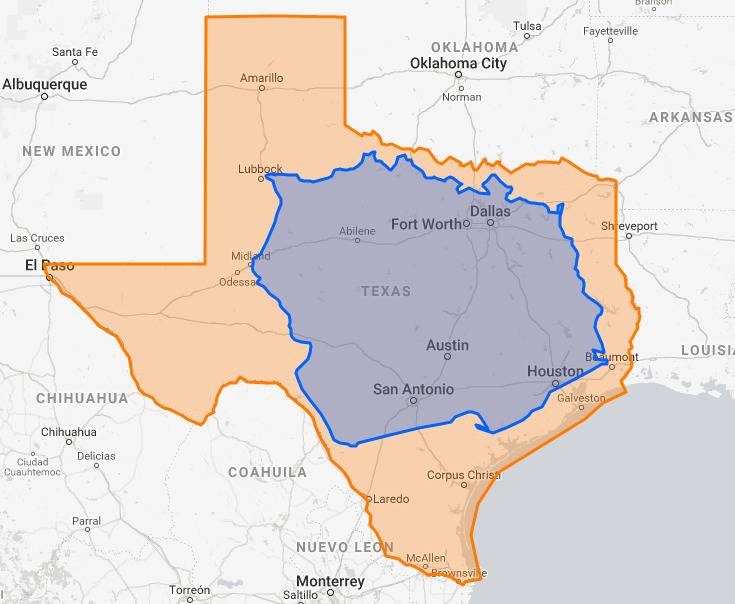 Branson
Tulsa
Fayetteville
OKLAHOMA
Santa Fe
Oklahoma City
Amarillo
Albuquerque
Norman
ARKANSAS
NEW MEXICO
Lubbock
Dallas
Fort Worth
Shreveport
Abilene
Las Cruces
Midland
El Paso
Odessa
TEXAS
Austin
LOUISIA
Beaumont
Houston
San Antonio
Galveston
CHIHUAHUA
Chihuahua
Delicias
Ciudad
Cuauhtemoc
COAHUILA
Corpus Christi
Laredo
Parral
NUEVO LEON
McAllen
Brownsville
Monterrey
Torreón
Saltillo